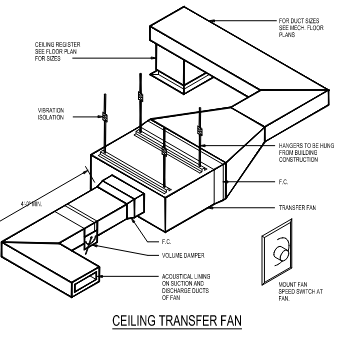 FOR DUCT SIZES
SEE MECH. FLOOR
PLANS
CEILING REGISTER
SEE FLOOR PLAN
FOR SIZES
VIBRATION
ISOLATION
HANGERS TO BE HUNG
FROM BUILDING
CONSTRUCTION
F.C.
TRANSFER FAN
4'-0" MIN.
F.C.
VOLUME DAMPER
ACOUSTICAL LINING
ON SUCTION AND
DISCHARGE DUCTS
OF FAN
MOUNT FAN
SPEED SWITCH AT
FAN.
CEILING TRANSFER FAN